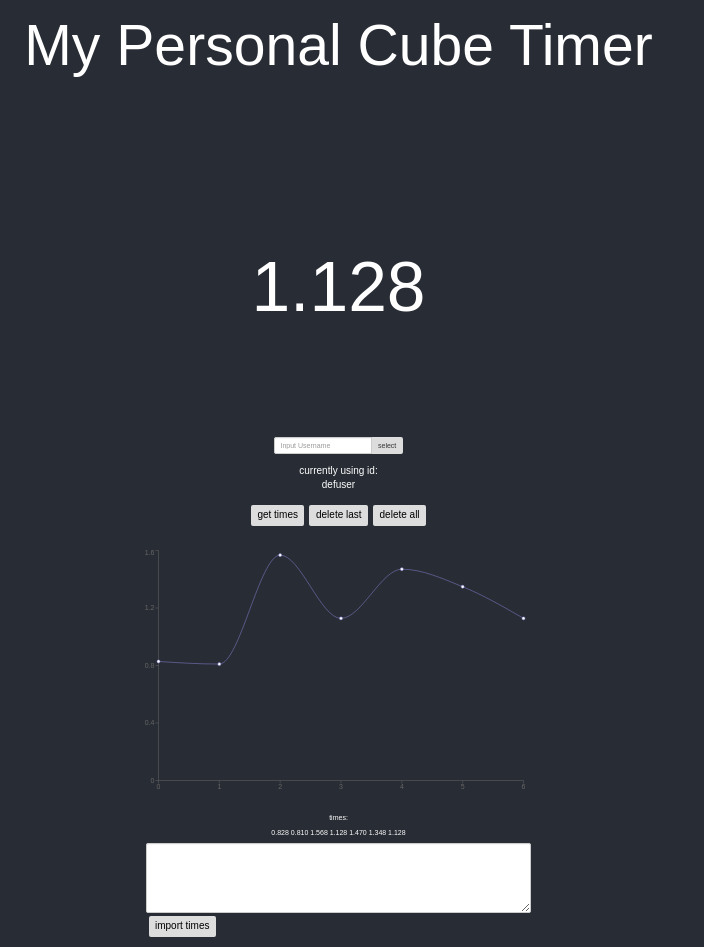 My Personal Cube Timer
1.128
Input Username select
currently using id:
defuser
get times delete last delete all
1.6
1.2
0.8
0.4
0
0 1 2 3 4 5 6
times:
0.828 0.810 1.568 1.128 1.470 1.348 1.128
import times